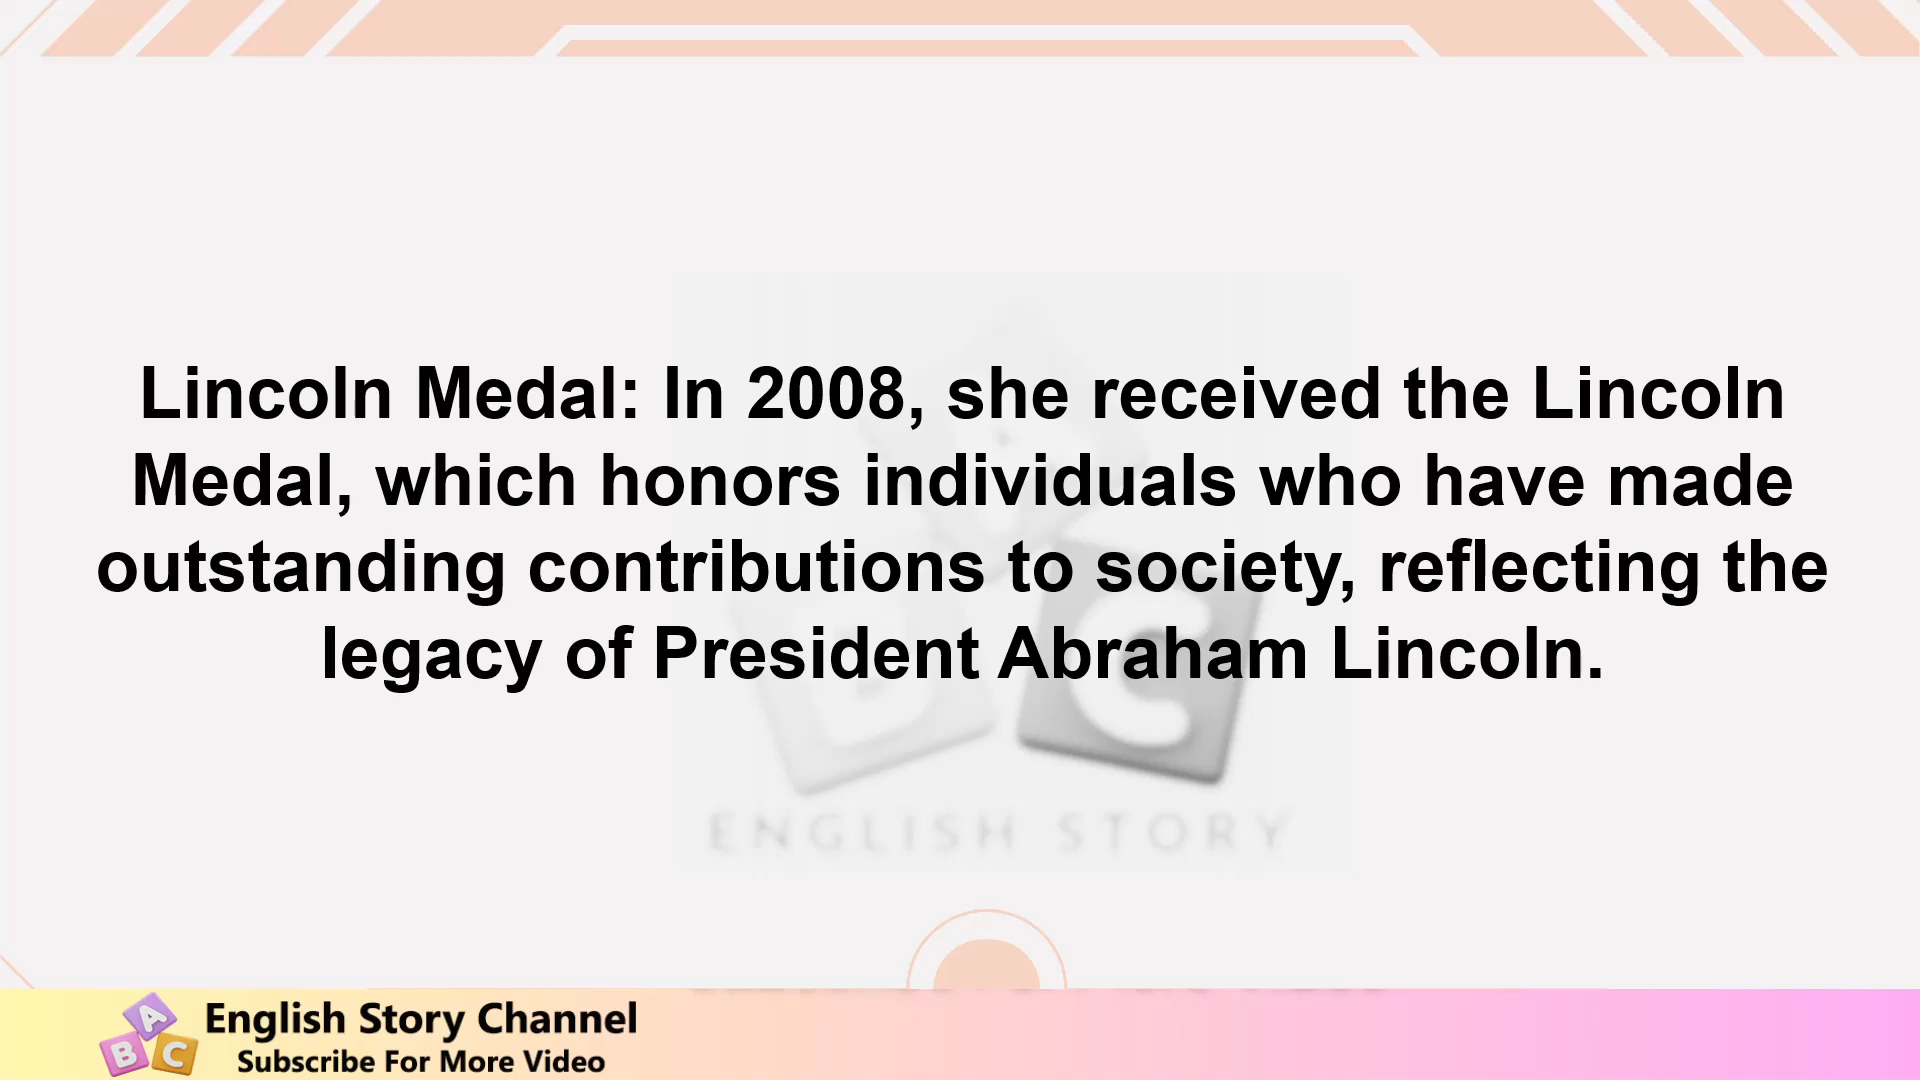 Lincoln Medal: In 2008, she received the Lincoln
Medal, which honors individuals who have made
outstanding contributions to society, reflecting the
legacy of President Abraham Lincoln.
B C
ENGLISH STORY
A
B C
English Story Channel
Subscribe For More Video